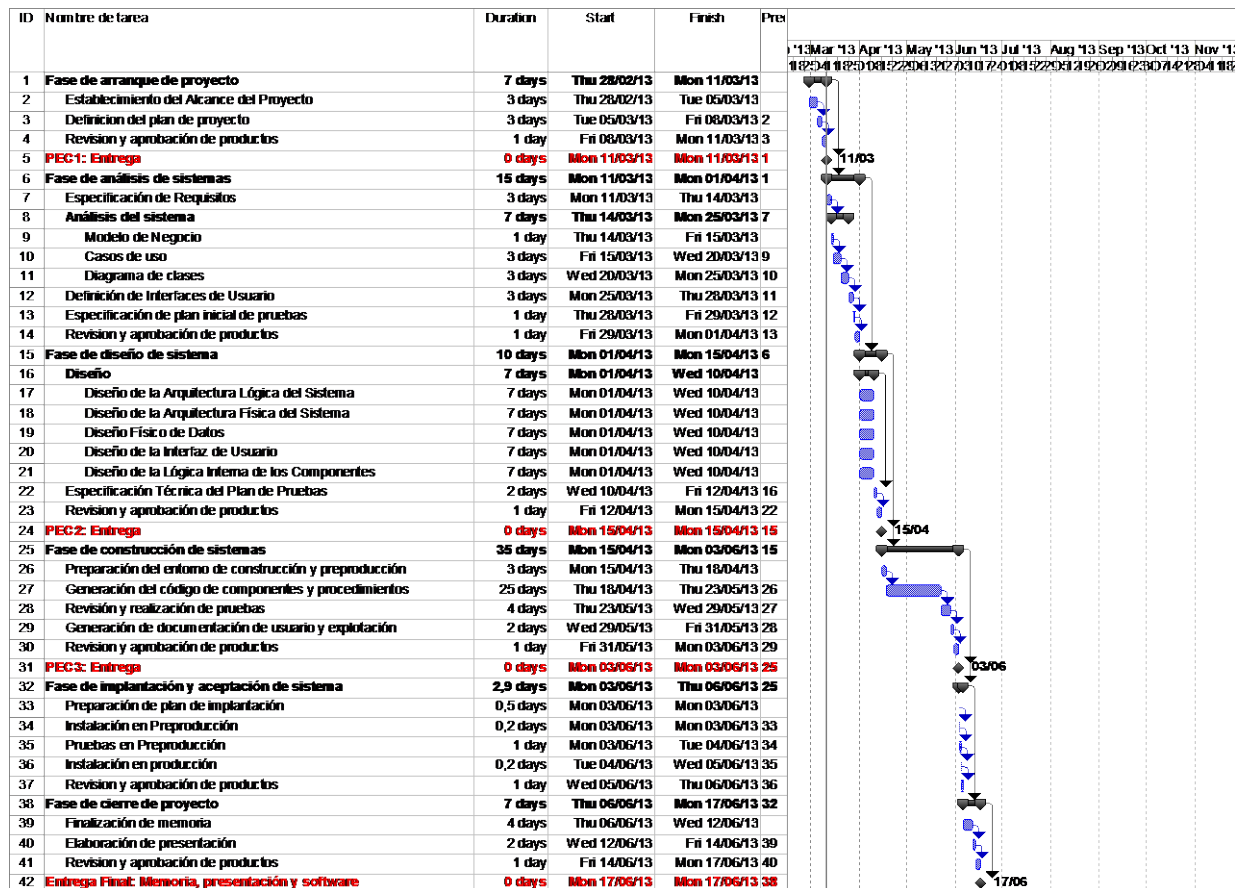 ID Nombre de tarea Duration Start Finish
'13 Mar '13 Apr '13 May '13 Jun '13 Jul '13 Aug '13 Sep '13 Oct '13 Nov '13
1 Fase de arranque de proyecto 7 days Thu 28/02/13 Mon 11/03/13
2 Establecimiento del Alcance del Proyecto 3 days Thu 28/02/13 Tue 05/03/13
3 Definicion del plan de proyecto 3 days Tue 05/03/13 Fri 08/03/13 2
4 Revision y aprobación de productos 1 day Fri 08/03/13 Mon 11/03/13 3
5 PEC1: Entrega 0 days Mon 11/03/13 Mon 11/03/13 1 11/03
6 Fase de análisis de sistemas 15 days Mon 11/03/13 Mon 01/04/13 1
7 Especificación de Requisitos 3 days Mon 11/03/13 Thu 14/03/13
8 Análisis del sistema 7 days Thu 14/03/13 Mon 25/03/13 7
9 Modelo de Negocio 1 day Thu 14/03/13 Fri 15/03/13
10 Casos de uso 3 days Fri 15/03/13 Wed 20/03/13 9
11 Diagrama de clases 3 days Wed 20/03/13 Mon 25/03/13 10
12 Definición de Interfaces de Usuario 3 days Mon 25/03/13 Thu 28/03/13 11
13 Especificación de plan inicial de pruebas 1 day Thu 28/03/13 Fri 29/03/13 12
14 Revision y aprobación de productos 1 day Fri 29/03/13 Mon 01/04/13 13
15 Fase de diseño de sistema 10 days Mon 01/04/13 Mon 15/04/13 6
16 Diseño 7 days Mon 01/04/13 Wed 10/04/13
17 Diseño de la Arquitectura Lógica del Sistema 7 days Mon 01/04/13 Wed 10/04/13
18 Diseño de la Arquitectura Física del Sistema 7 days Mon 01/04/13 Wed 10/04/13
19 Diseño Físico de Datos 7 days Mon 01/04/13 Wed 10/04/13
20 Diseño de la Interfaz de Usuario 7 days Mon 01/04/13 Wed 10/04/13
21 Diseño de la Lógica Interna de los Componentes 7 days Mon 01/04/13 Wed 10/04/13
22 Especificación Técnica del Plan de Pruebas 2 days Wed 10/04/13 Fri 12/04/13 16
23 Revision y aprobación de productos 1 day Fri 12/04/13 Mon 15/04/13 22
24 PEC2: Entrega 0 days Mon 15/04/13 Mon 15/04/13 15 15/04
25 Fase de construcción de sistemas 35 days Mon 15/04/13 Mon 03/06/13 15
26 Preparación del entorno de construcción y preproducción 3 days Mon 15/04/13 Thu 18/04/13
27 Generación del código de componentes y procedimientos 25 days Thu 18/04/13 Thu 23/05/13 26
28 Revisión y realización de pruebas 4 days Thu 23/05/13 Wed 29/05/13 27
29 Generación de documentación de usuario y explotación 2 days Wed 29/05/13 Fri 31/05/13 28
30 Revision y aprobación de productos 1 day Fri 31/05/13 Mon 03/06/13 29
31 PEC3: Entrega 0 days Mon 03/06/13 Mon 03/06/13 25 03/06
32 Fase de implantación y aceptación de sistema 2,9 days Mon 03/06/13 Thu 06/06/13 25
33 Preparación de plan de implantación 0,5 days Mon 03/06/13 Mon 03/06/13
34 Instalación en Preproducción 0,2 days Mon 03/06/13 Mon 03/06/13 33
35 Pruebas en Preproducción 1 day Mon 03/06/13 Tue 04/06/13 34
36 Instalación en producción 0,2 days Tue 04/06/13 Wed 05/06/13 35
37 Revision y aprobación de productos 1 day Wed 05/06/13 Thu 06/06/13 36
38 Fase de cierre de proyecto 7 days Thu 06/06/13 Mon 17/06/13 32
39 Finalización de memoria 4 days Thu 06/06/13 Wed 12/06/13
40 Elaboración de presentación 2 days Wed 12/06/13 Fri 14/06/13 39
41 Revision y aprobación de productos 1 day Fri 14/06/13 Mon 17/06/13 40
42 Entrega Final: Memoria, presentación y software 0 days Mon 17/06/13 Mon 17/06/13 38 17/06